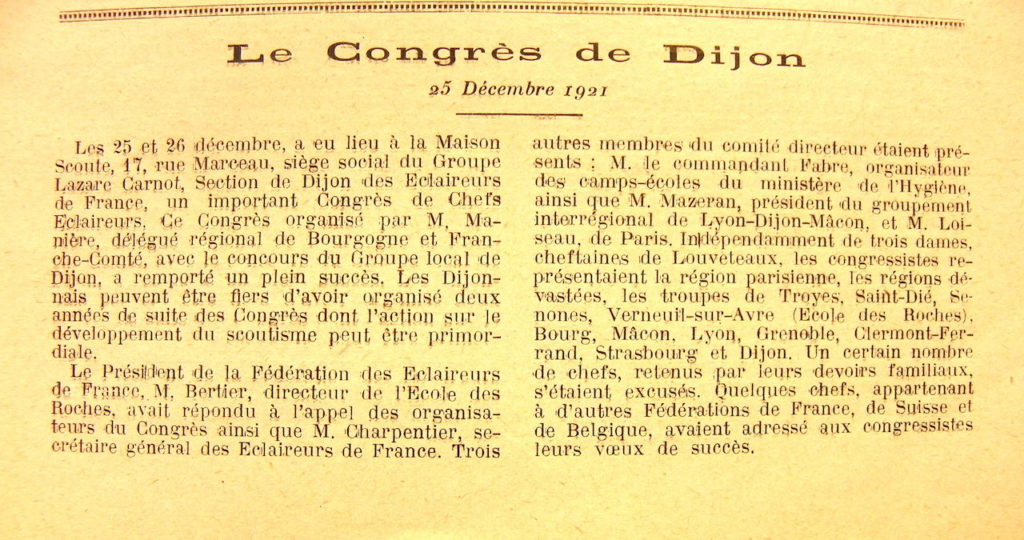 Le Congrès de Dijon
25 Décembre 1921
Les 25 et 26 décembre, a eu lieu à la Maison
Scoute, 17, rue Marceau, siège social du Groupe
Lazare Carnot, Section de Dijon des Eclaireurs
de France, un important Congrès de Chefs
Eclaireurs. Ce Congrès organisé par M. Ma-
nière, délégué régional de Bourgogne et Fran-
che-Comté, avec le concours du Groupe local de
Dijon, a remporté un plein succès. Les Dijon-
nais peuvent être fiers d'avoir organisé deux
années de suite des Congrès dont l'action sur le
développement du scoutisme peut être primor-
diale.
Le Président de la Fédération des Eclaireurs
de France, M. Bertier, directeur de l'Ecole des
Roches, avait répondu à l'appel des organisa-
teurs du Congrès ainsi que M. Charpentier, se-
crétaire général des Eclaireurs de France. Trois
autres membres du comité directeur étaient pré-
sents : M. le commandant Fabre, organisateur
des camps-écoles du ministère de l'Hygiène,
ainsi que M. Mazeran, président du groupement
interrégional de Lyon-Dijon-Mâcon, et M. Loi-
seau, de Paris. Indépendamment de trois dames,
cheftaines de Louveteaux, les congressistes re-
présentaient la région parisienne, les régions dé-
vastées, les troupes de Troyes, Saint-Dié, Se-
nones, Verneuil-sur-Avre (Ecole des Roches),
Bourg, Mâcon, Lyon, Grenoble, Clermont-Fer-
rand, Strasbourg et Dijon. Un certain nombre
de chefs, retenus par leurs devoirs familiaux,
s'étaient excusés. Quelques chefs, appartenant
à d'autres Fédérations de France, de Suisse et
de Belgique, avaient adressé aux congressistes
leurs vœux de succès.